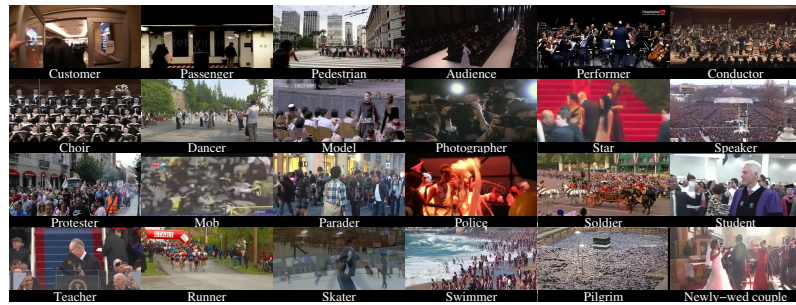 Customer
Passenger
Pedestrian
Audience
Performer
Conductor
Choir
Dancer
Model
Photographer
Star
Speaker
Protester
Mob
Parader
Police
Soldier
Student
START
Teacher
Runner
Skater
Swimmer
Pilgrim
Newly-wed couple